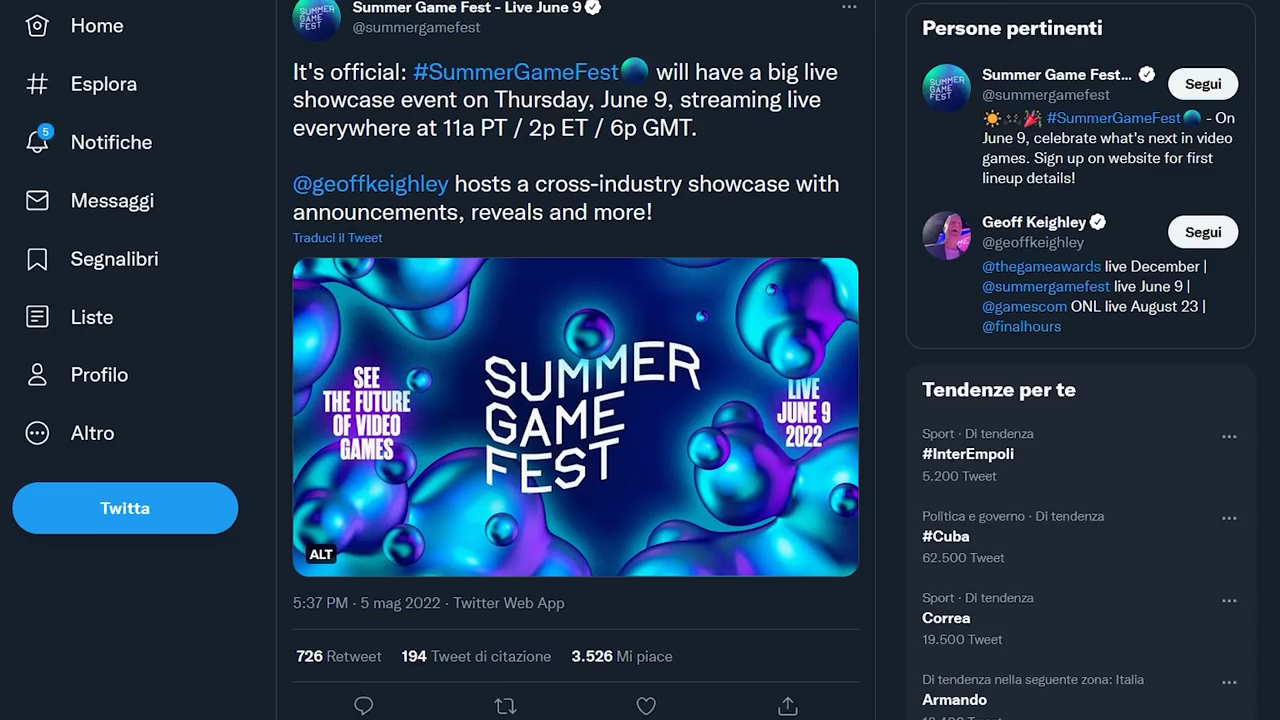 Home
Esplora
5
Notifiche
Messaggi
Segnalibri
Liste
Profilo
Altro
Twitta
Summer Game Fest - Live June 9
@summergamefest
It's official: #SummerGameFest will have a big live
showcase event on Thursday, June 9, streaming live
everywhere at 11a PT / 2p ET / 6p GMT.
@geoffkeighley hosts a cross-industry showcase with
announcements, reveals and more!
Traduci il Tweet
SEE
THE FUTURE
OF VIDEO
GAMES
SUMMER
GAME
FEST
LIVE
JUNE 9
2022
ALT
5:37 PM · 5 mag 2022 · Twitter Web App
726 Retweet 194 Tweet di citazione 3.526 Mi piace
Persone pertinenti
Summer Game Fest...
@summergamefest
Segui
#SummerGameFest - On
June 9, celebrate what's next in video
games. Sign up on website for first
lineup details!
Geoff Keighley
@geoffkeighley
Segui
@thegameawards live December |
@summergamefest live June 9 |
@gamescom ONL live August 23 |
@finalhours
Tendenze per te
Sport · Di tendenza
#InterEmpoli
5.200 Tweet
Politica e governo · Di tendenza
#Cuba
62.500 Tweet
Sport · Di tendenza
Correa
19.500 Tweet
Di tendenza nella seguente zona: Italia
Armando